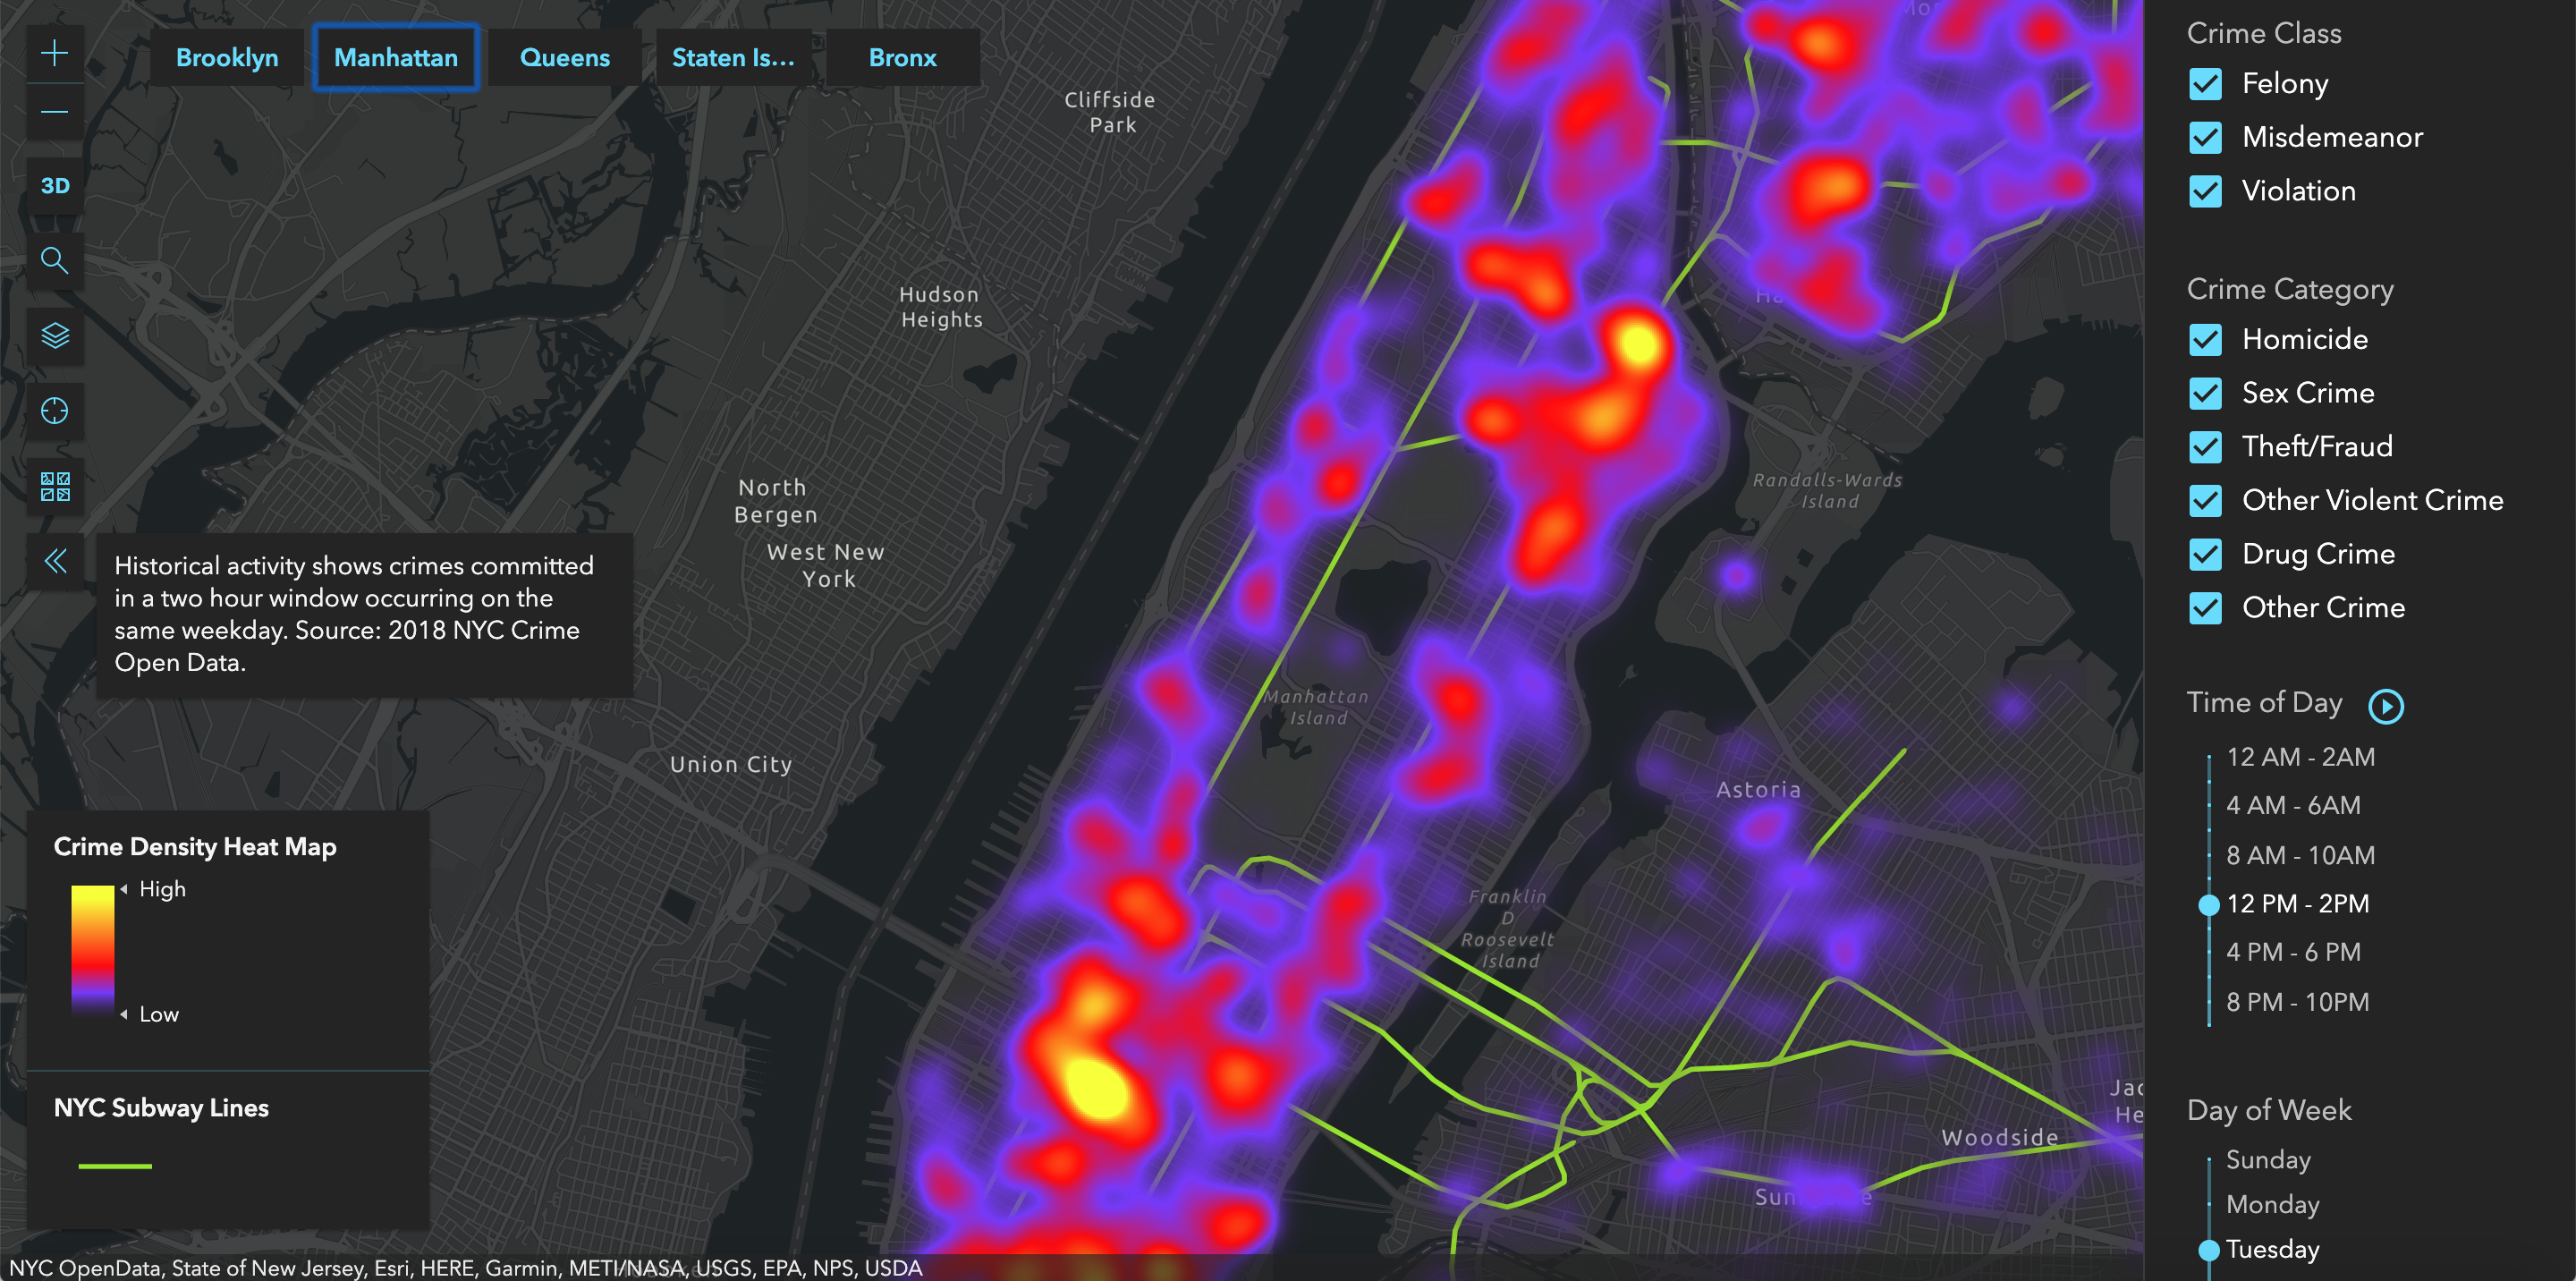 Brooklyn
Manhattan
Queens
Staten Is...
Bronx
3D
Cliffside
Park
Hudson
Heights
North
Bergen
West New
York
Union City
Randalls-Wards
Island
Manhattan
Island
Astoria
Franklin
D
Roosevelt
Island
Woodside
Jac
He
Historical activity shows crimes committed
in a two hour window occurring on the
same weekday. Source: 2018 NYC Crime
Open Data.
Crime Density Heat Map
High
Low
NYC Subway Lines
NYC OpenData, State of New Jersey, Esri, HERE, Garmin, METI/NASA, USGS, EPA, NPS, USDA
Crime Class
Felony
Misdemeanor
Violation
Crime Category
Homicide
Sex Crime
Theft/Fraud
Other Violent Crime
Drug Crime
Other Crime
Time of Day
12 AM - 2AM
4 AM - 6AM
8 AM - 10AM
12 PM - 2PM
4 PM - 6 PM
8 PM - 10PM
Day of Week
Sunday
Monday
Tuesday